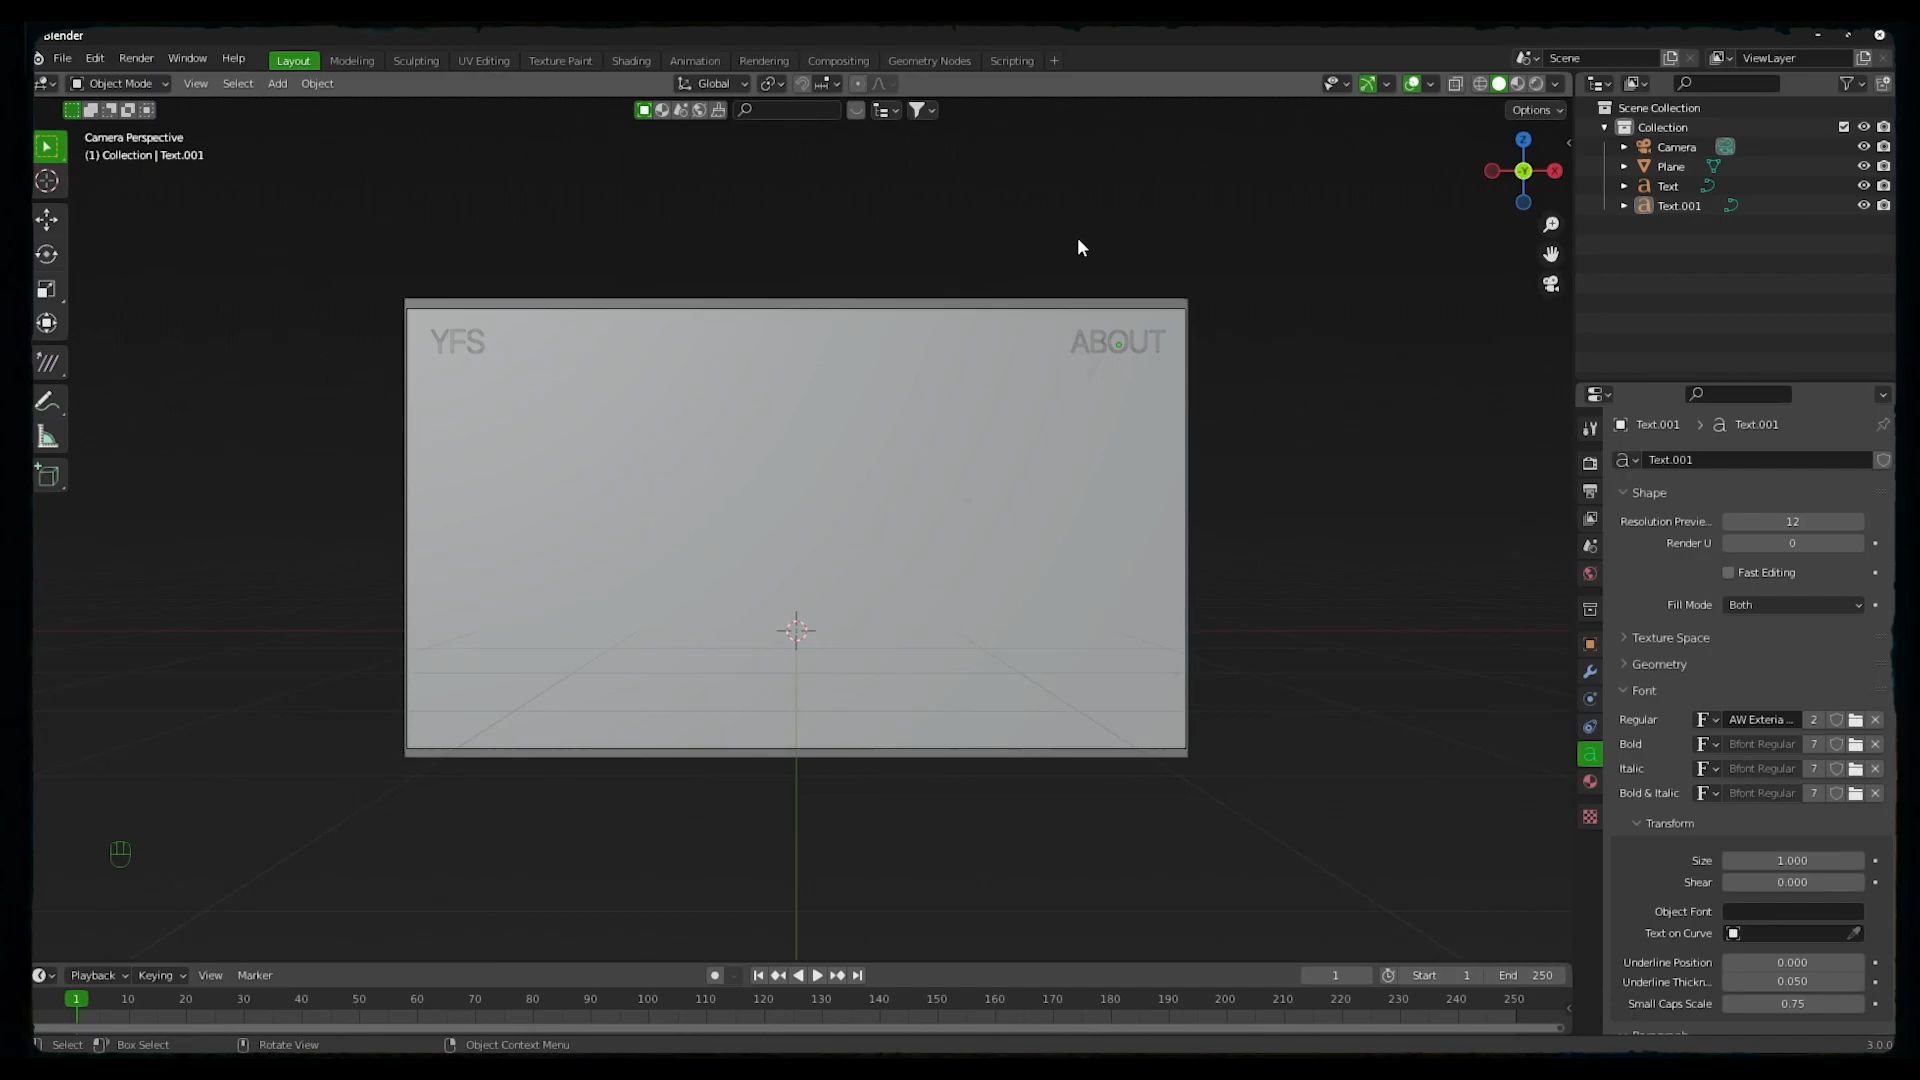 Blender
File Edit Render Window Help Layout Modeling Sculpting UV Editing Texture Paint Shading Animation Rendering Compositing Geometry Nodes Scripting + Scene ViewLayer
Object Mode View Select Add Object Global
Options
Camera Perspective
(1) Collection | Text.001
Z
-Y X
YFS ABOUT
Scene Collection
Collection
Camera
Plane
Text
Text.001
Text.001 > Text.001
Text.001
Shape
Resolution Previe... 12
Render U 0
Fast Editing
Fill Mode Both
Texture Space
Geometry
Font
Regular F AW Exteria ... 2
Bold F Bfont Regular 7
Italic F Bfont Regular 7
Bold & Italic F Bfont Regular 7
Transform
Size 1.000
Shear 0.000
Object Font
Text on Curve
Underline Position 0.000
Underline Thickn... 0.050
Small Caps Scale 0.75
Playback Keying View Marker 1 Start 1 End 250
1 10 20 30 40 50 60 70 80 90 100 110 120 130 140 150 160 170 180 190 200 210 220 230 240 250
Select Box Select Rotate View Object Context Menu 3.0.0